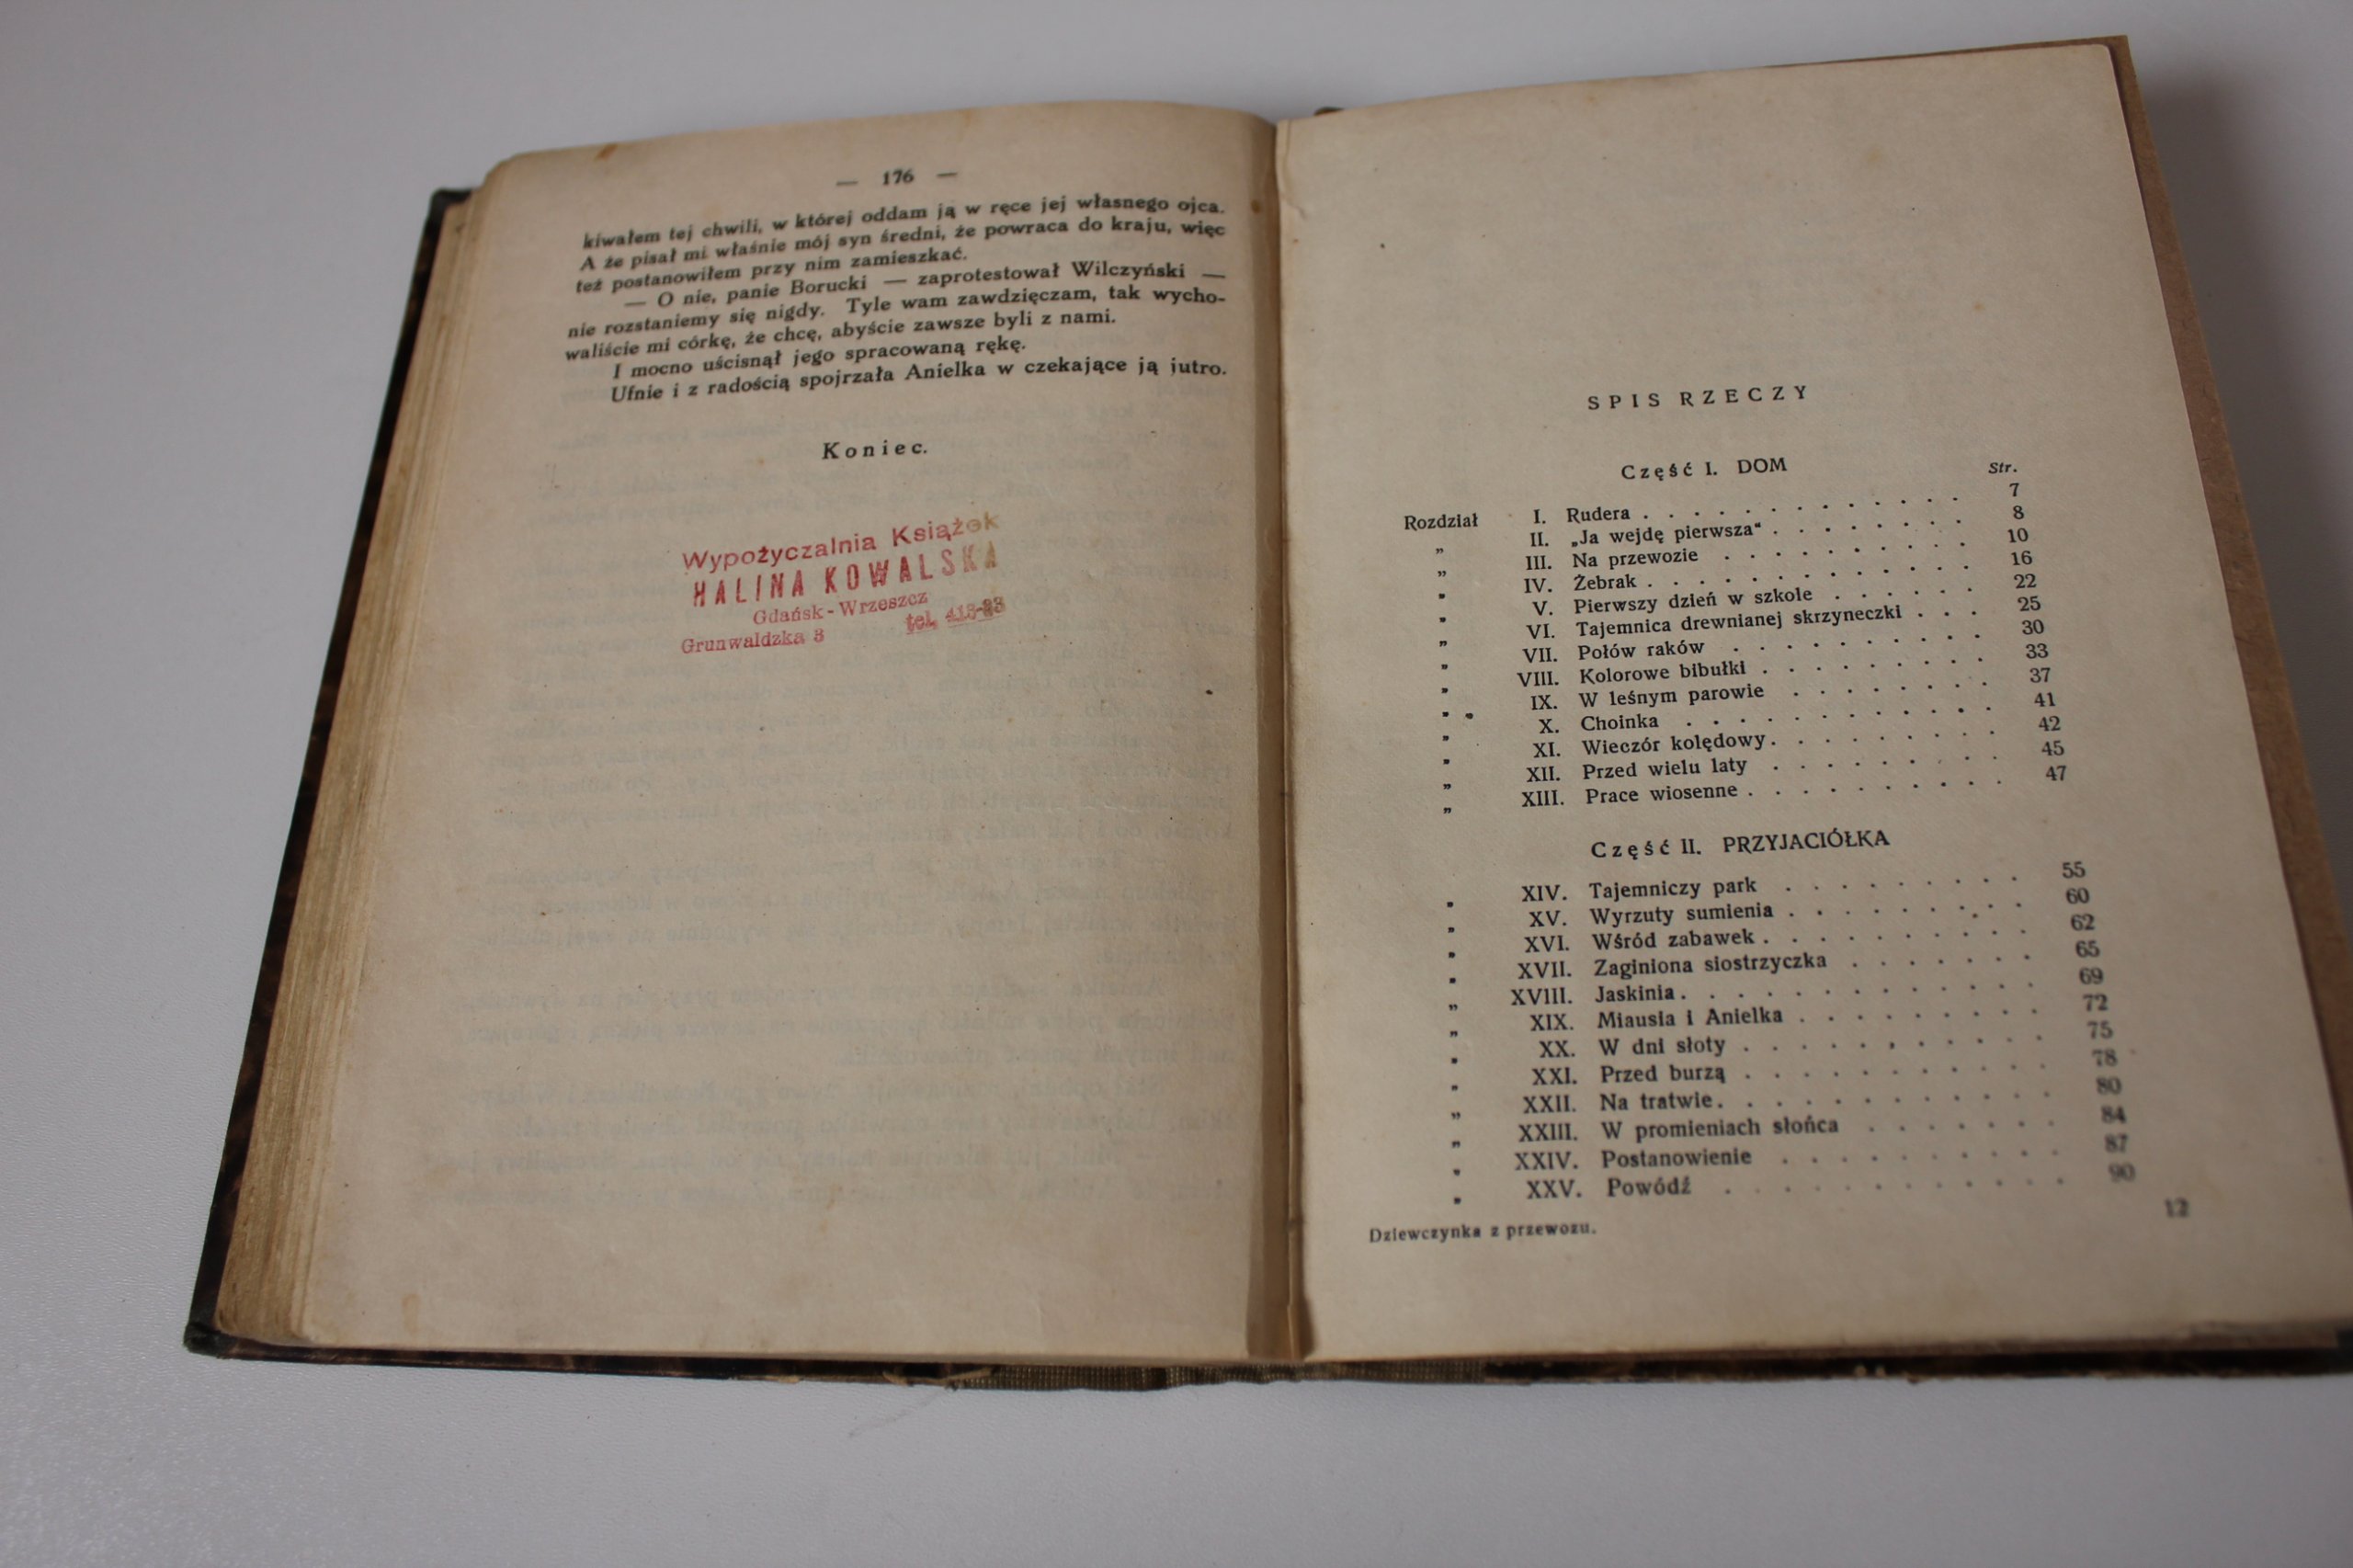 — 176 —
kiwałem tej chwili, w której oddam ją w ręce jej własnego ojca.
A że pisał mi właśnie mój syn średni, że powraca do kraju, więc
też postanowiłem przy nim zamieszkać.
— O nie, panie Borucki — zaprotestował Wilczyński —
nie rozstaniemy się nigdy. Tyle wam zawdzięczam, tak wycho-
waliście mi córkę, że chcę, abyście zawsze byli z nami.
I mocno uścisnął jego spracowaną rękę.
Ufnie i z radością spojrzała Anielka w czekające ją jutro.
Koniec.
Wypożyczalnia Książek
HALINA KOWALSKA
Gdańsk-Wrzeszcz
Grunwaldzka 8 tel.
SPIS RZECZY
Część I. DOM
Str.
Rozdział I. Rudera . . . . . . . . . . . . 7
„ II. „Ja wejdę pierwsza“ . . . . . . . . 8
„ III. Na przewozie . . . . . . . . . . 10
„ IV. Żebrak . . . . . . . . . . . . . 16
„ V. Pierwszy dzień w szkole . . . . . . 22
„ VI. Tajemnica drewnianej skrzyneczki . . . 25
„ VII. Połów raków . . . . . . . . . 30
„ VIII. Kolorowe bibułki . . . . . . . . . 33
„ IX. W leśnym parowie . . . . . . . . 37
„ X. Choinka . . . . . . . . . . . . 41
„ XI. Wieczór kolędowy . . . . . . . . . 42
„ XII. Przed wielu laty . . . . . . . . . 45
„ XIII. Prace wiosenne . . . . . . . . . . 47
Część II. PRZYJACIÓŁKA
„ XIV. Tajemniczy park . . . . . . . . . 55
„ XV. Wyrzuty sumienia . . . . . . . . . 60
„ XVI. Wśród zabawek . . . . . . . . . . 62
„ XVII. Zaginiona siostrzyczka . . . . . . . 65
„ XVIII. Jaskinia . . . . . . . . . . . . . 69
„ XIX. Miausia i Anielka . . . . . . . . . 72
„ XX. W dni słoty . . . . . . . . . . . 75
„ XXI. Przed burzą . . . . . . . . . . . 78
„ XXII. Na tratwie . . . . . . . . . . . . 80
„ XXIII. W promieniach słońca . . . . . . . 84
„ XXIV. Postanowienie . . . . . . . . . . 87
„ XXV. Powódź . . . . . . . . . . . . 90
Dziewczynka z przewozu. 12